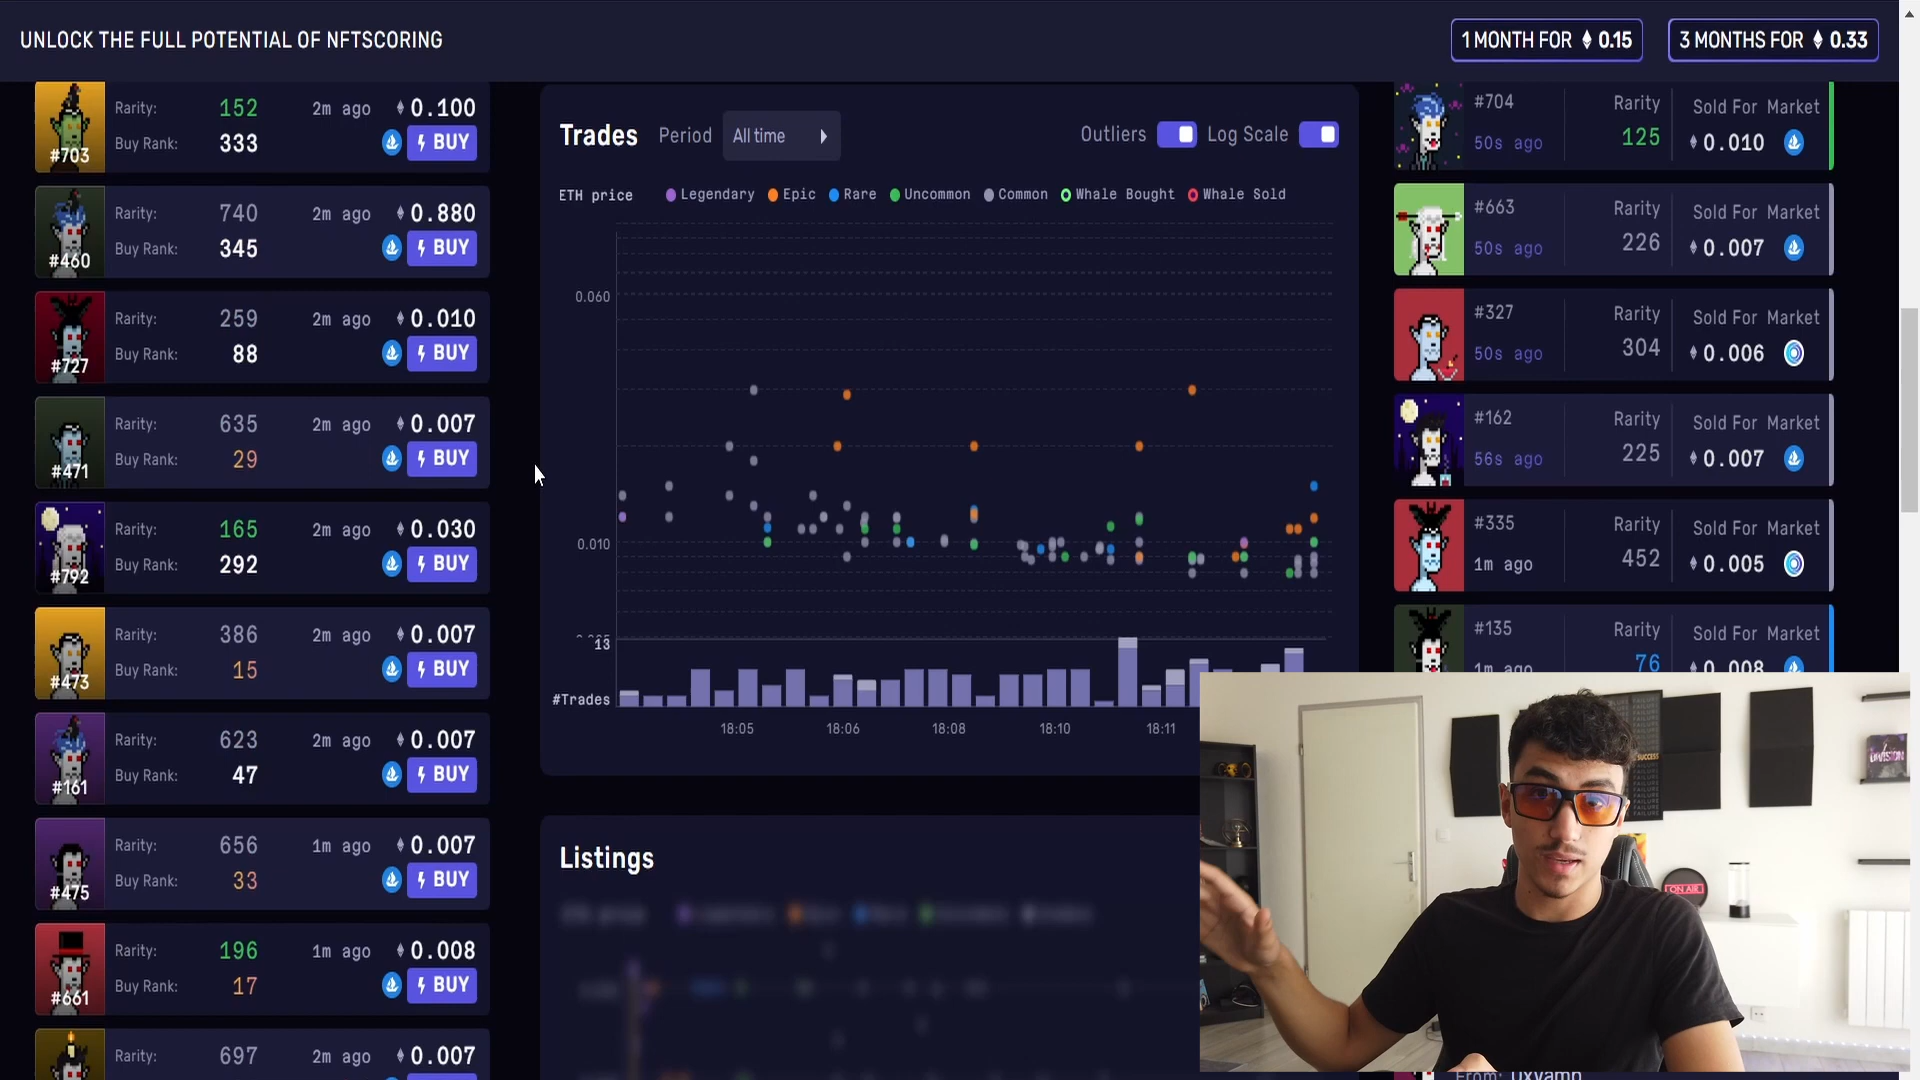 UNLOCK THE FULL POTENTIAL OF NFTSCORING
1 MONTH FOR 0.15
3 MONTHS FOR 0.33
#703 Rarity: 152 2m ago 0.100
Buy Rank: 333 BUY
#460 Rarity: 740 2m ago 0.880
Buy Rank: 345 BUY
#727 Rarity: 259 2m ago 0.010
Buy Rank: 88 BUY
#471 Rarity: 635 2m ago 0.007
Buy Rank: 29 BUY
#792 Rarity: 165 2m ago 0.030
Buy Rank: 292 BUY
#473 Rarity: 386 2m ago 0.007
Buy Rank: 15 BUY
#161 Rarity: 623 2m ago 0.007
Buy Rank: 47 BUY
#475 Rarity: 656 1m ago 0.007
Buy Rank: 33 BUY
#661 Rarity: 196 1m ago 0.008
Buy Rank: 17 BUY
Rarity: 697 2m ago 0.007
Trades Period All time Outliers Log Scale
ETH price Legendary Epic Rare Uncommon Common Whale Bought Whale Sold
0.060
0.010
13
#Trades
18:05 18:06 18:08 18:10 18:11
Listings
#704 Rarity Sold For Market
50s ago 125 0.010
#663 Rarity Sold For Market
50s ago 226 0.007
#327 Rarity Sold For Market
50s ago 304 0.006
#162 Rarity Sold For Market
56s ago 225 0.007
#335 Rarity Sold For Market
1m ago 452 0.005
#135 Rarity Sold For Market
1m ago 76 0.008
SUCCESS
FAILURE
FAILURE
FAILURE
ON AIR